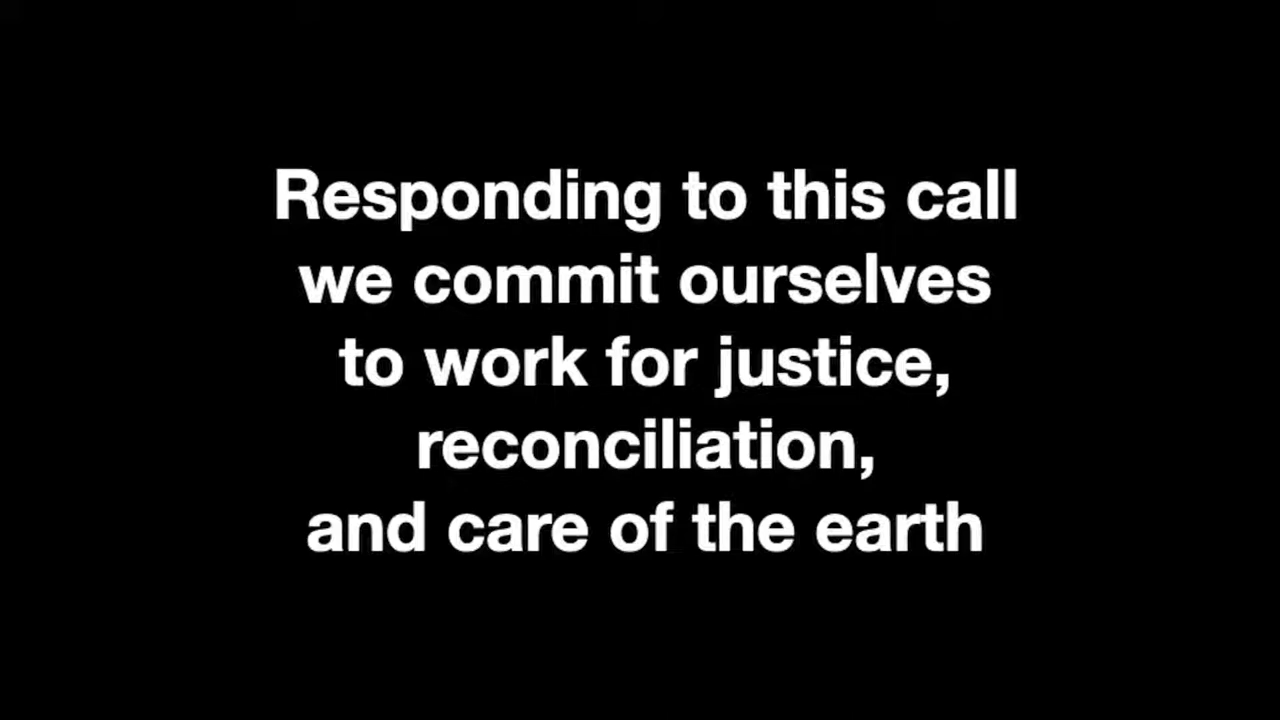 Responding to this call
we commit ourselves
to work for justice,
reconciliation,
and care of the earth